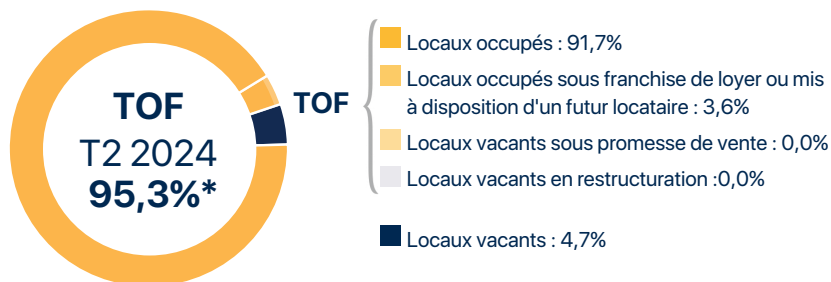 TOF
T2 2024
95,3%*
TOF
Locaux occupés : 91,7%
Locaux occupés sous franchise de loyer ou mis
à disposition d'un futur locataire : 3,6%
Locaux vacants sous promesse de vente : 0,0%
Locaux vacants en restructuration :0,0%
Locaux vacants : 4,7%